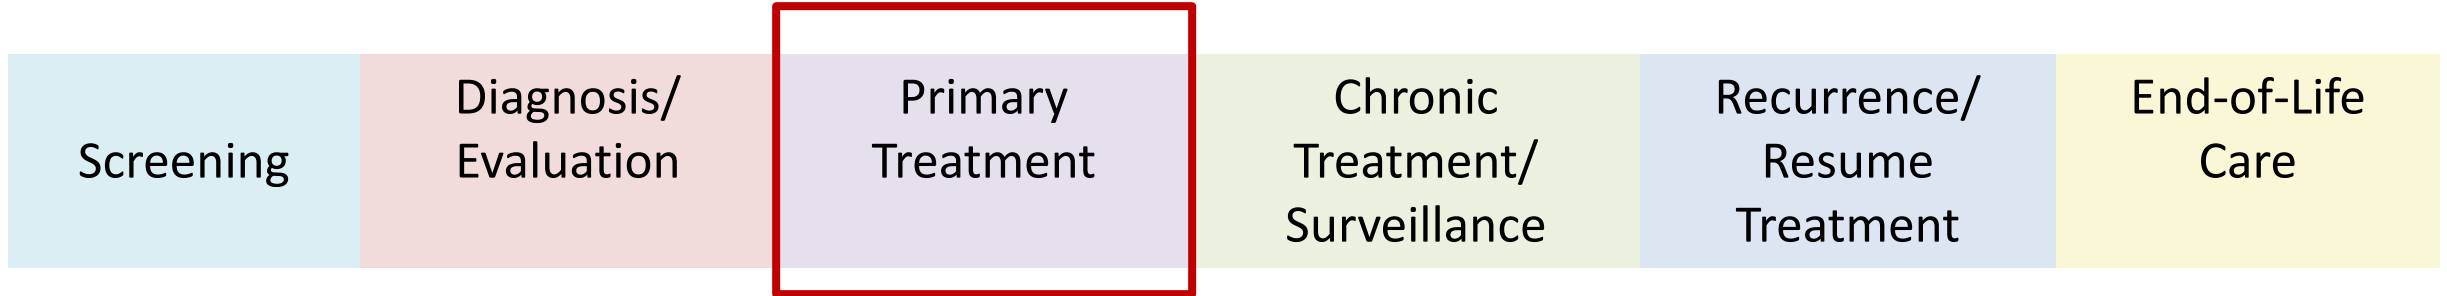 Screening
Diagnosis/
Evaluation
Primary
Treatment
Chronic
Treatment/
Surveillance
Recurrence/
Resume
Treatment
End-of-Life
Care